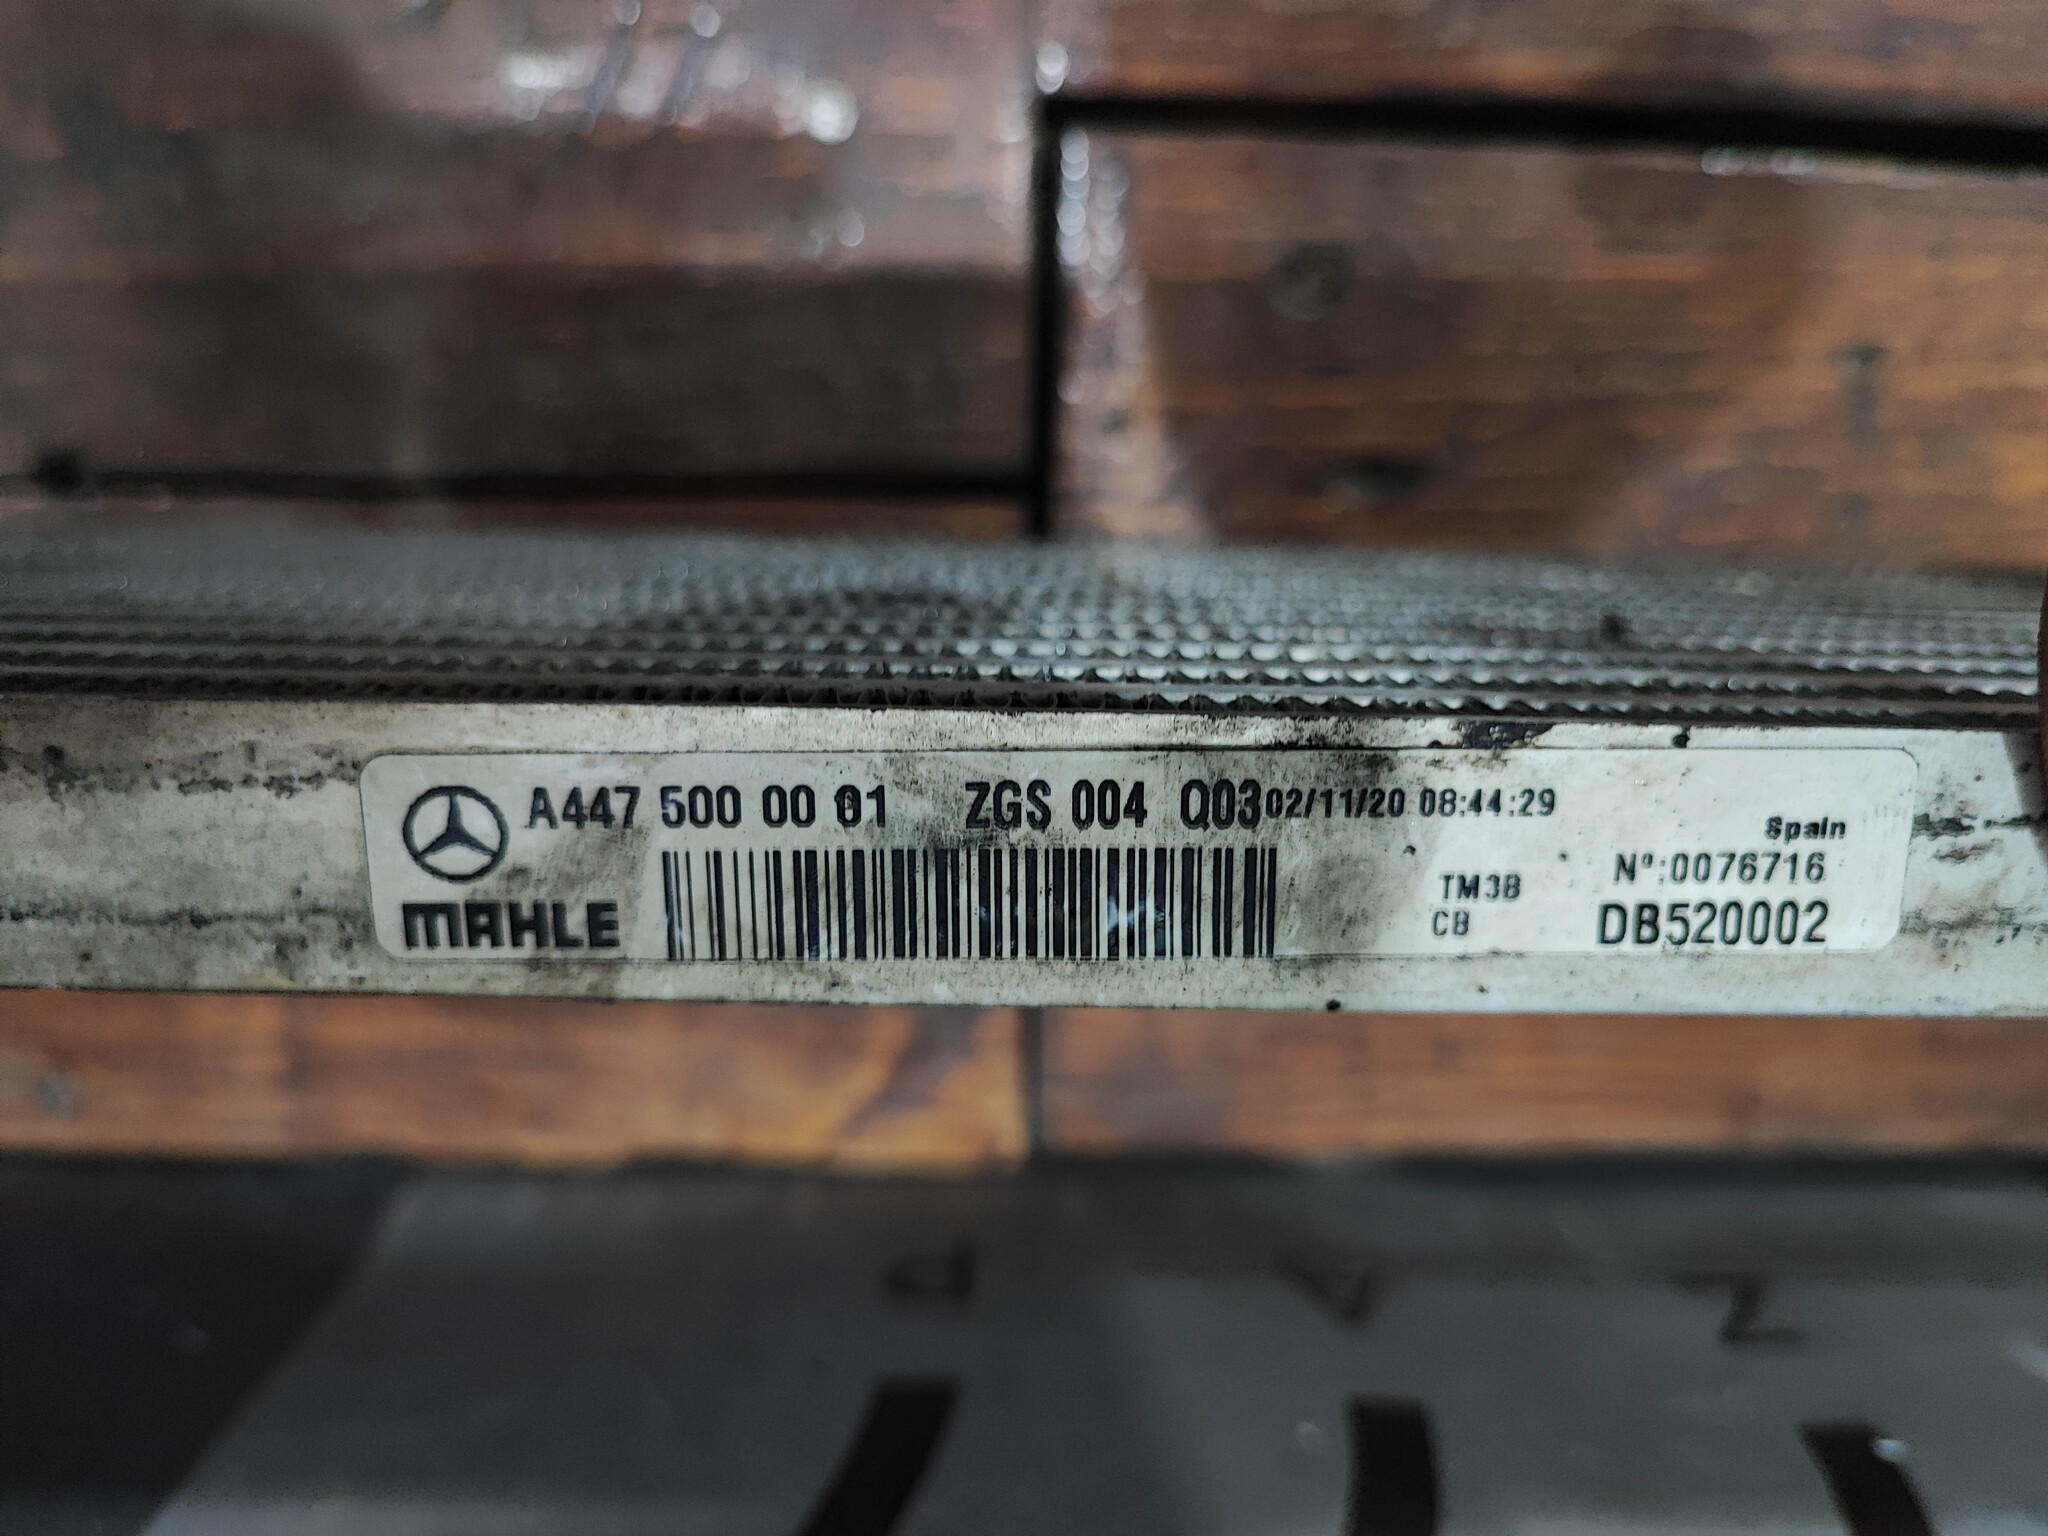 A447 500 00 01 ZGS 004 Q03 02/11/20 08:44:29
Spain
Nº:0076716
TM3B
CB
DB520002
MAHLE